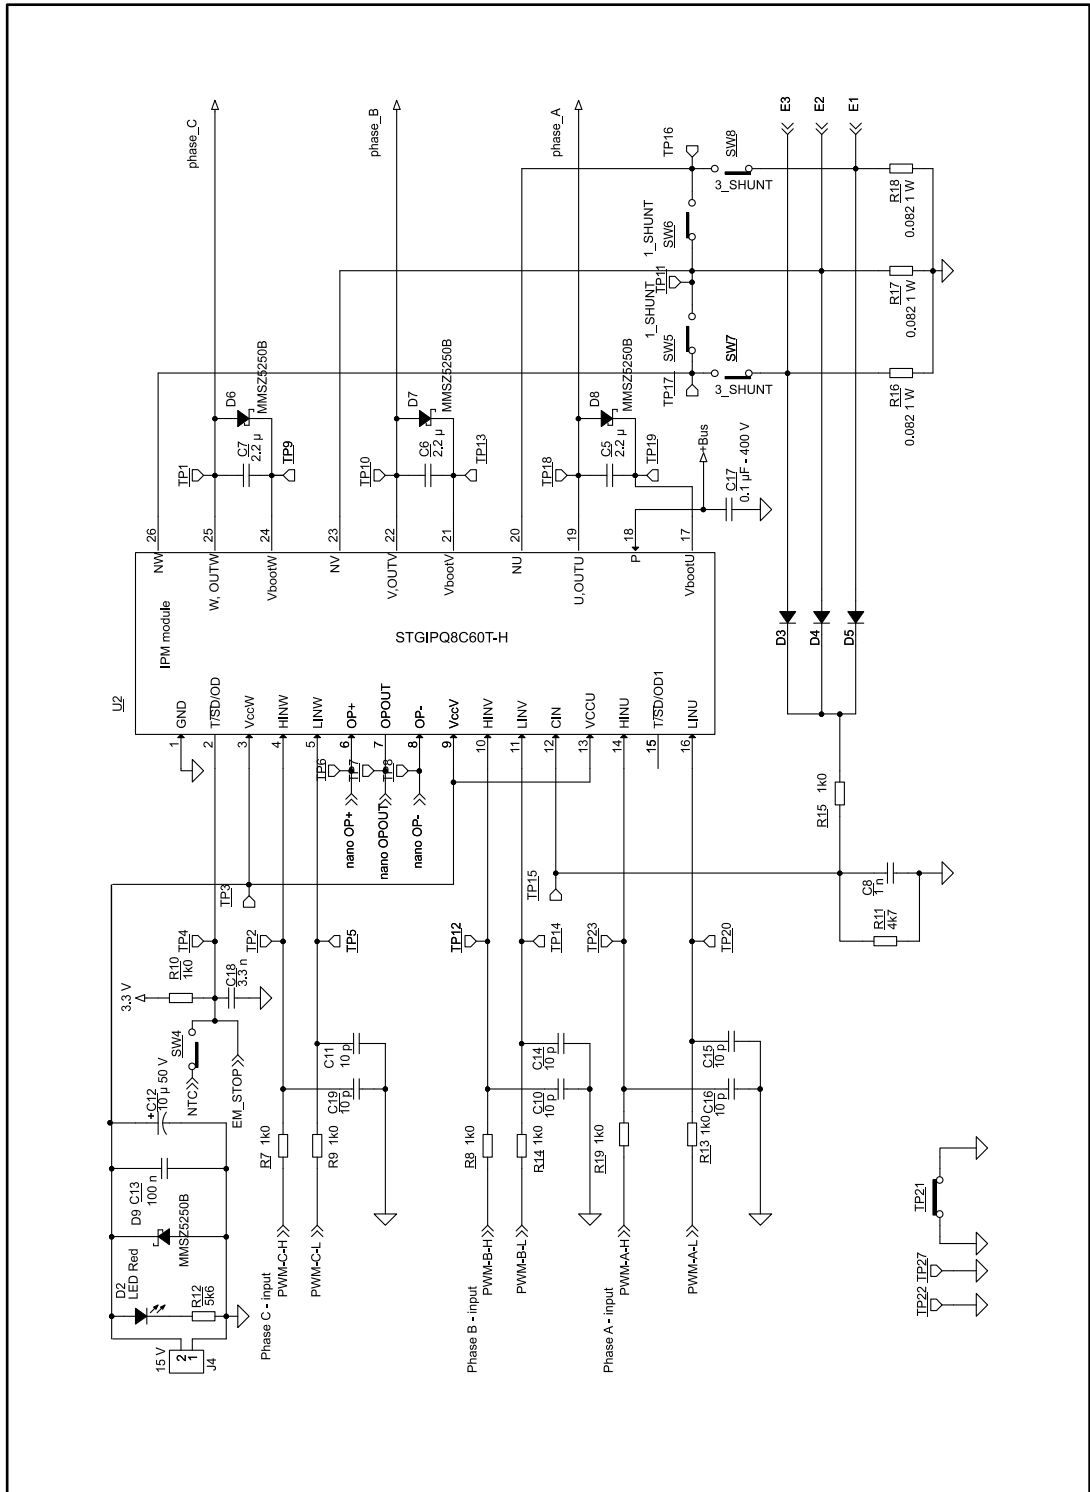 phase_C
phase_B
phase_A
E3
E2
E1
TP16
SW8
3_SHUNT
R18
0.082 1 W
1_SHUNT
SW6
TP11
R17
0.082 1 W
1_SHUNT
SW5
SW7
TP17
3_SHUNT
R16
0.082 1 W
D6
MMSZ5250B
C7
2.2 µ
TP1
TP9
D7
MMSZ5250B
C6
2.2 µ
TP10
TP13
D8
MMSZ5250B
C5
2.2 µ
TP18
TP19
+Bus
C17
0.1 µF - 400 V
26
25
24
23
22
21
20
19
18
17
NW
W, OUTW
VbootW
NV
V,OUTV
VbootV
NU
U,OUTU
P
VbootU
IPM module
STGIPQ8C60T-H
U2
D3
D4
D5
GND
T/SD/OD
VccW
HINW
LINW
OP+
OPOUT
OP-
VccV
HINV
LINV
CIN
VCCU
HINU
T/SD/OD1
LINU
1
2
3
4
5
6
7
8
9
10
11
12
13
14
15
16
TP6
TP7
TP8
nano OP+
nano OPOUT
nano OP-
R15 1k0
TP3
TP15
C8
1 n
R11
4k7
TP4
TP2
TP5
TP12
TP14
TP23
TP20
R10
1k0
C18
3.3 n
3.3 V
SW4
NTC
EM_STOP
C11
10 p
C19
10 p
C14
10 p
C10
10 p
C15
10 p
C16
10 p
+C12
10 µ 50 V
C13
100 n
D9
MMSZ5250B
D2
LED Red
R12
5k6
15 V
2
1
J4
R7 1k0
R9 1k0
R8 1k0
R14 1k0
R19 1k0
R13 1k0
Phase C - input
PWM-C-H
PWM-C-L
Phase B - input
PWM-B-H
PWM-B-L
Phase A - input
PWM-A-H
PWM-A-L
TP21
TP22
TP27